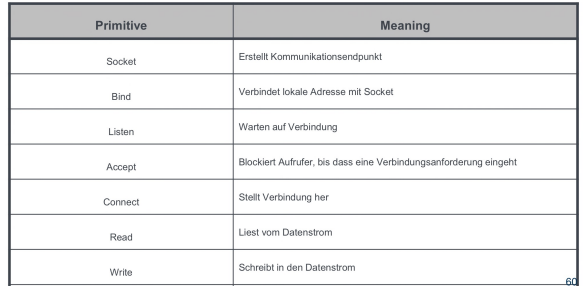 Primitive Meaning
Socket Erstellt Kommunikationsendpunkt
Bind Verbindet lokale Adresse mit Socket
Listen Warten auf Verbindung
Accept Blockiert Aufrufer, bis dass eine Verbindungsanforderung eingeht
Connect Stellt Verbindung her
Read Liest vom Datenstrom
Write Schreibt in den Datenstrom
60